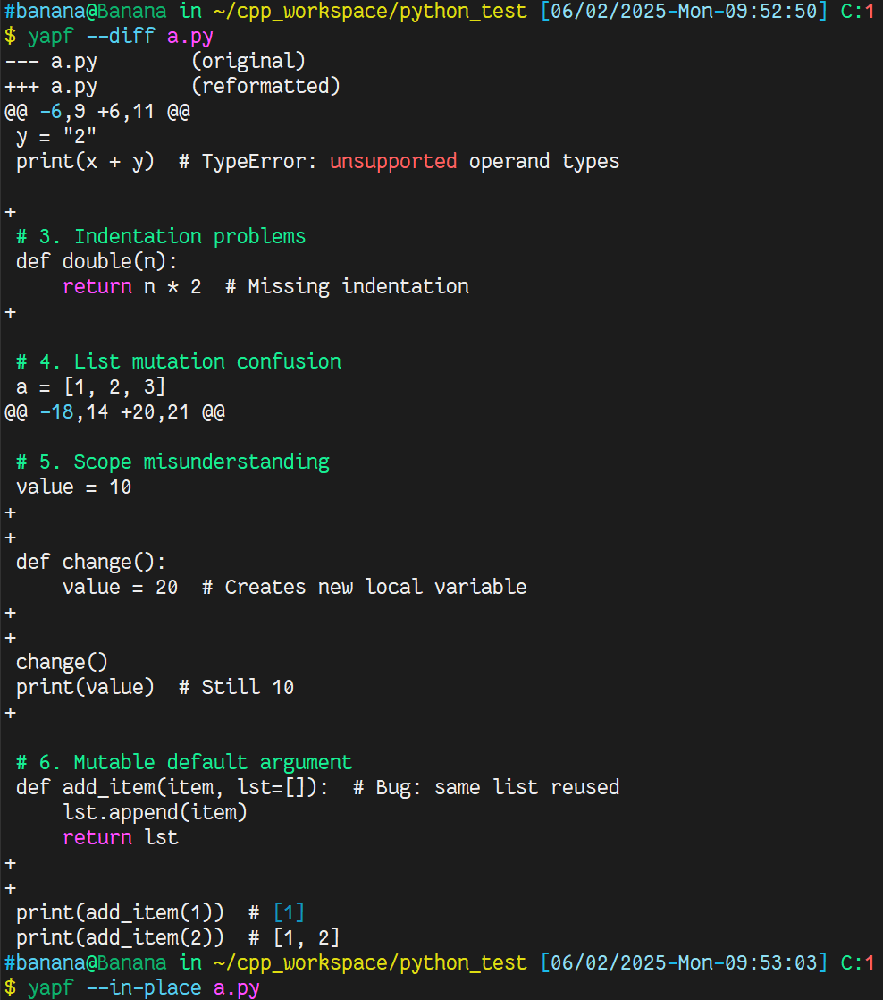 #banana@Banana in ~/cpp_workspace/python_test [06/02/2025-Mon-09:52:50] C:1
$ yapf --diff a.py
--- a.py        (original)
+++ a.py        (reformatted)
@@ -6,9 +6,11 @@
 y = "2"
 print(x + y)  # TypeError: unsupported operand types

+
 # 3. Indentation problems
 def double(n):
     return n * 2  # Missing indentation
+

 # 4. List mutation confusion
 a = [1, 2, 3]
@@ -18,14 +20,21 @@

 # 5. Scope misunderstanding
 value = 10
+
+
 def change():
     value = 20  # Creates new local variable
+
+
 change()
 print(value)  # Still 10
+

 # 6. Mutable default argument
 def add_item(item, lst=[]):  # Bug: same list reused
     lst.append(item)
     return lst
+
+
 print(add_item(1))  # [1]
 print(add_item(2))  # [1, 2]
#banana@Banana in ~/cpp_workspace/python_test [06/02/2025-Mon-09:53:03] C:1
$ yapf --in-place a.py